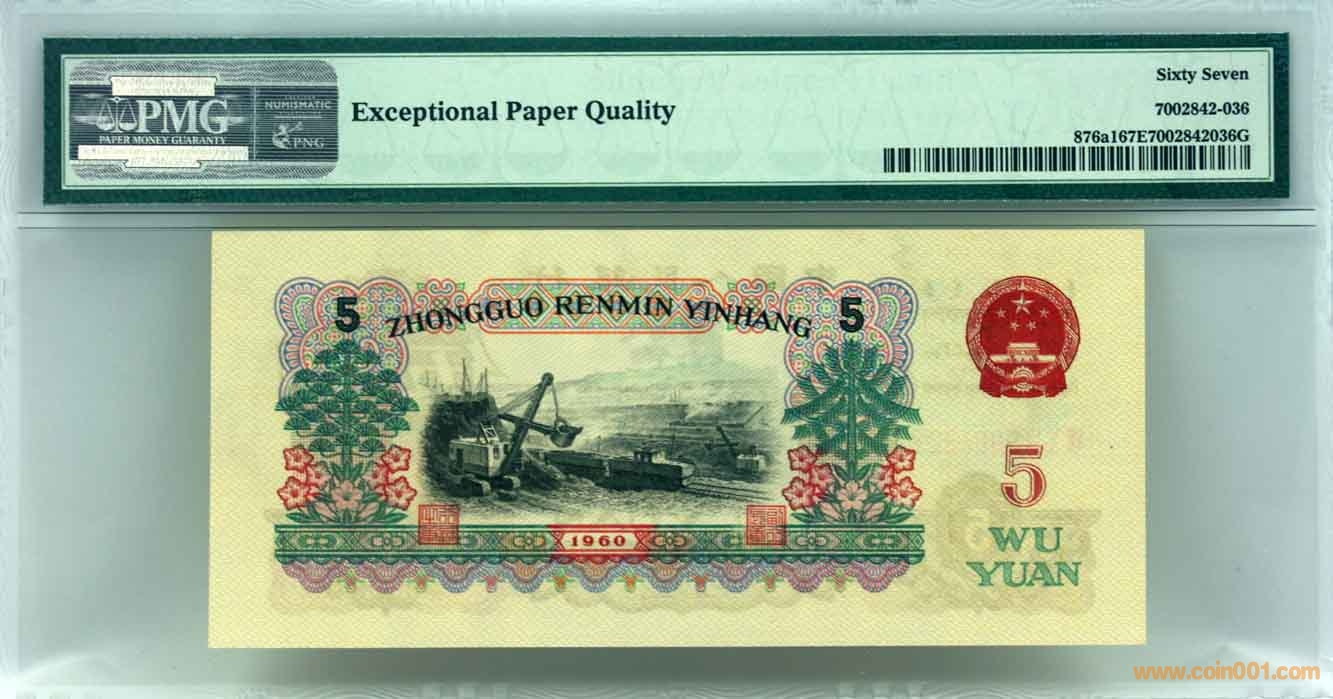 PMG
PAPER MONEY GUARANTY
NUMISMATIC
PNG
Exceptional Paper Quality
Sixty Seven
7002842-036
876a167E7002842036G
5
ZHONGGUO RENMIN YINHANG
5
1960
5
WU
YUAN
www.coin001.com